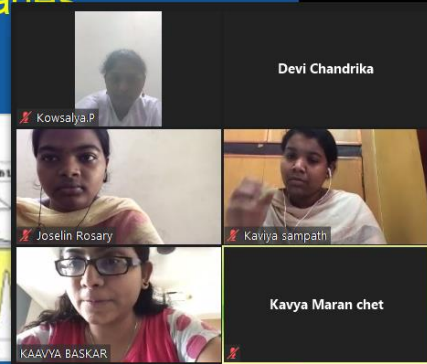 Kowsalya.P
Devi Chandrika
Joselin Rosary
Kaviya sampath
KAAVYA BASKAR
Kavya Maran chet